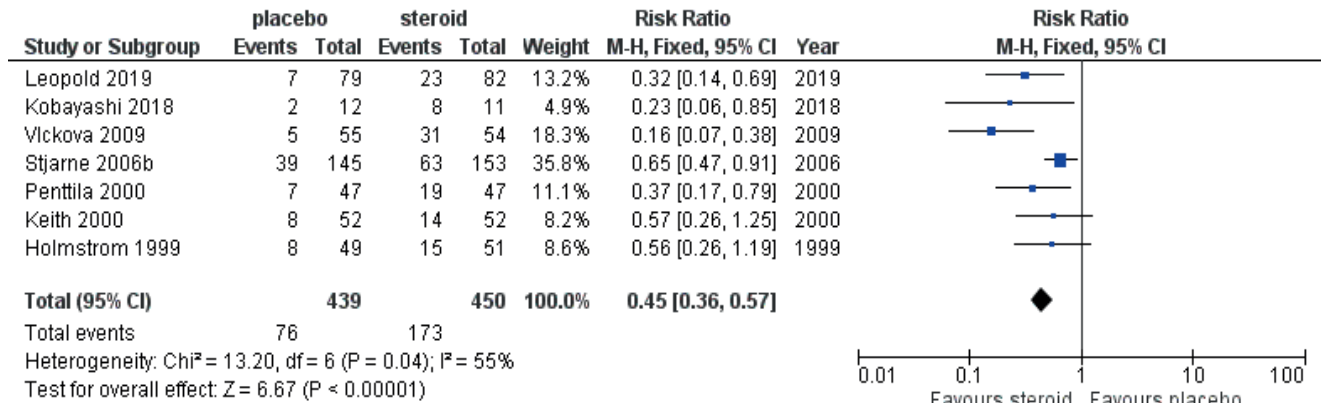 placebo steroid Risk Ratio Risk Ratio
Study or Subgroup Events Total Events Total Weight M-H, Fixed, 95% CI Year M-H, Fixed, 95% CI
Leopold 2019 7 79 23 82 13.2% 0.32 [0.14, 0.69] 2019
Kobayashi 2018 2 12 8 11 4.9% 0.23 [0.06, 0.85] 2018
Vlckova 2009 5 55 31 54 18.3% 0.16 [0.07, 0.38] 2009
Stjarne 2006b 39 145 63 153 35.8% 0.65 [0.47, 0.91] 2006
Penttila 2000 7 47 19 47 11.1% 0.37 [0.17, 0.79] 2000
Keith 2000 8 52 14 52 8.2% 0.57 [0.26, 1.25] 2000
Holmstrom 1999 8 49 15 51 8.6% 0.56 [0.26, 1.19] 1999
Total (95% CI) 439 450 100.0% 0.45 [0.36, 0.57]
Total events 76 173
Heterogeneity: Chi² = 13.20, df = 6 (P = 0.04); I² = 55%
Test for overall effect: Z = 6.67 (P < 0.00001)
0.01 0.1 1 10 100
Favours steroid Favours placebo